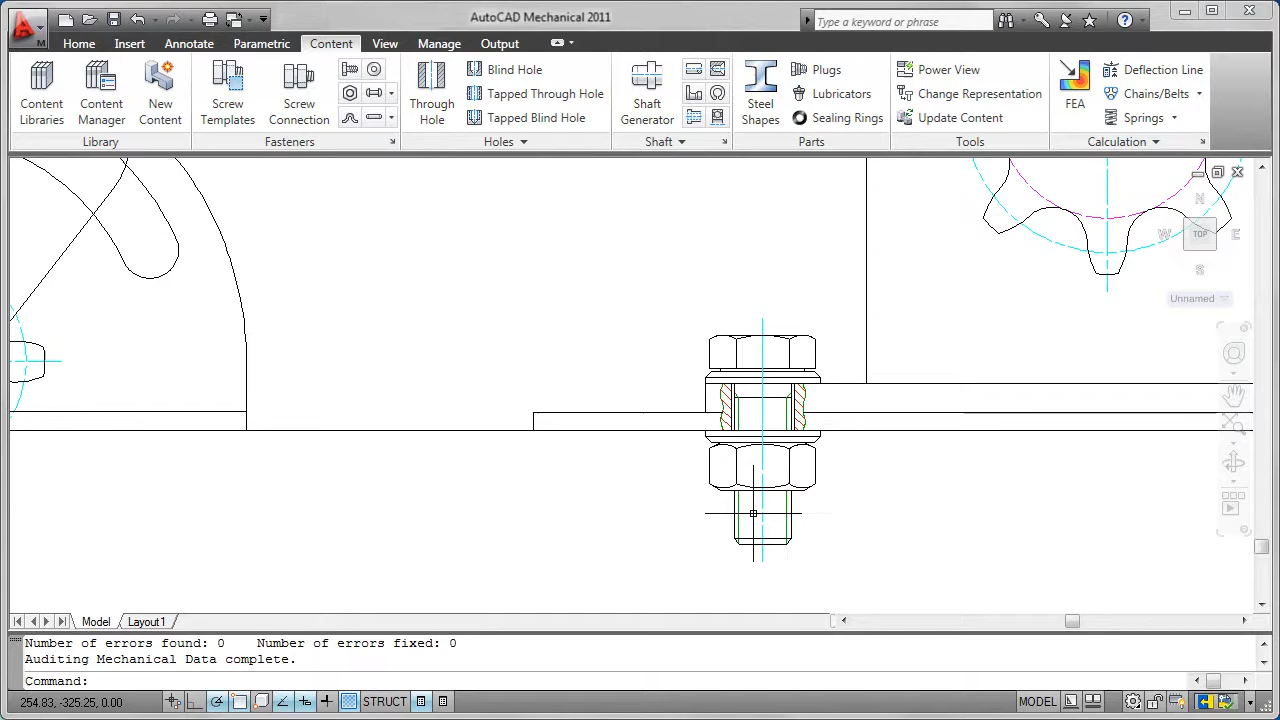 AutoCAD Mechanical 2011
Type a keyword or phrase
M
Home Insert Annotate Parametric Content View Manage Output
Content Libraries
Content Manager
New Content
Library
Screw Templates
Screw Connection
Fasteners
Through Hole
Blind Hole
Tapped Through Hole
Tapped Blind Hole
Holes
Shaft Generator
Shaft
Steel Shapes
Plugs
Lubricators
Sealing Rings
Parts
Power View
Change Representation
Update Content
Tools
FEA
Deflection Line
Chains/Belts
Springs
Calculation
N
W TOP E
S
Unnamed
Model Layout1
Number of errors found: 0 Number of errors fixed: 0
Auditing Mechanical Data complete.
Command:
254.83, -325.25, 0.00 STRUCT MODEL